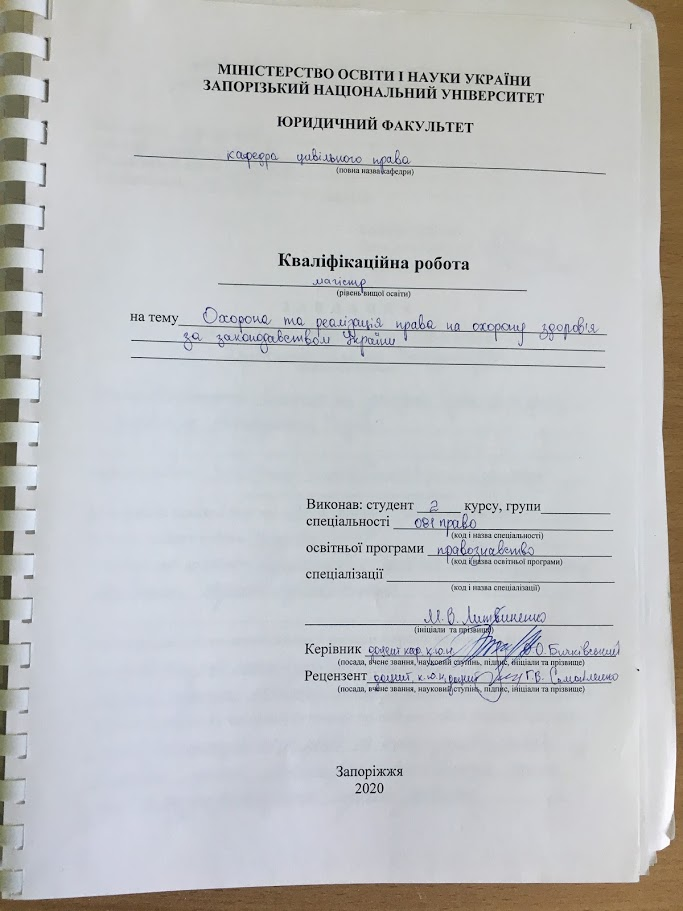 МІНІСТЕРСТВО ОСВІТИ І НАУКИ УКРАЇНИ
ЗАПОРІЗЬКИЙ НАЦІОНАЛЬНИЙ УНІВЕРСИТЕТ
ЮРИДИЧНИЙ ФАКУЛЬТЕТ
кафедра цивільного права
(повна назва кафедри)
Кваліфікаційна робота
магістр
(рівень вищої освіти)
на тему Охорона та реалізація права на охорону здоров'я
за законодавством України
Виконав: студент 2 курсу, групи
спеціальності 081 право
(код і назва спеціальності)
освітньої програми правознавство
(код і назва освітньої програми)
спеціалізації
(код і назва спеціалізації)
М.В. Литвиненко
(ініціали та прізвище)
Керівник доцент каф. к.ю.н. О. Бичківський
(посада, вчене звання, науковий ступінь, підпис, ініціали та прізвище)
Рецензент доцент, к.ю.н, доцент Г.В. Самойленко
(посада, вчене звання, науковий ступінь, підпис, ініціали та прізвище)
Запоріжжя
2020